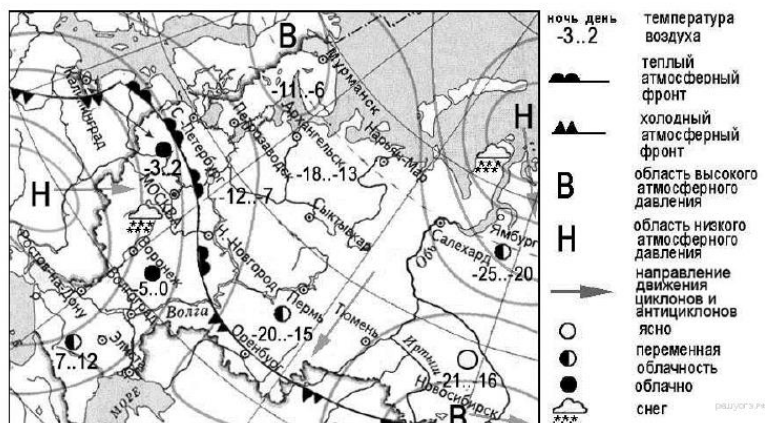 В
Мурманск
-11..-6
Калининград
С. Петербург
Петрозаводск
Архангельск
Нарьян-Мар
Н
-3..2
-18..-13
МОСКВА
-12..-7
Н
Сыктывкар
Ямбург
Салехард
Обь
-25..-20
Воронеж
Н. Новгород
-5..0
Ростов-на-Дону
Волгоград
Волга
Пермь
Тюмень
-20..-15
7..12
Элиста
Оренбург
Иртыш
-21..-16
Новосибирск
МОРЕ
В
ночь день
-3..2
температура
воздуха
теплый
атмосферный
фронт
холодный
атмосферный
фронт
В
область высокого
атмосферного
давления
Н
область низкого
атмосферного
давления
направление
движения
циклонов и
антициклонов
ясно
переменная
облачность
облачно
снег